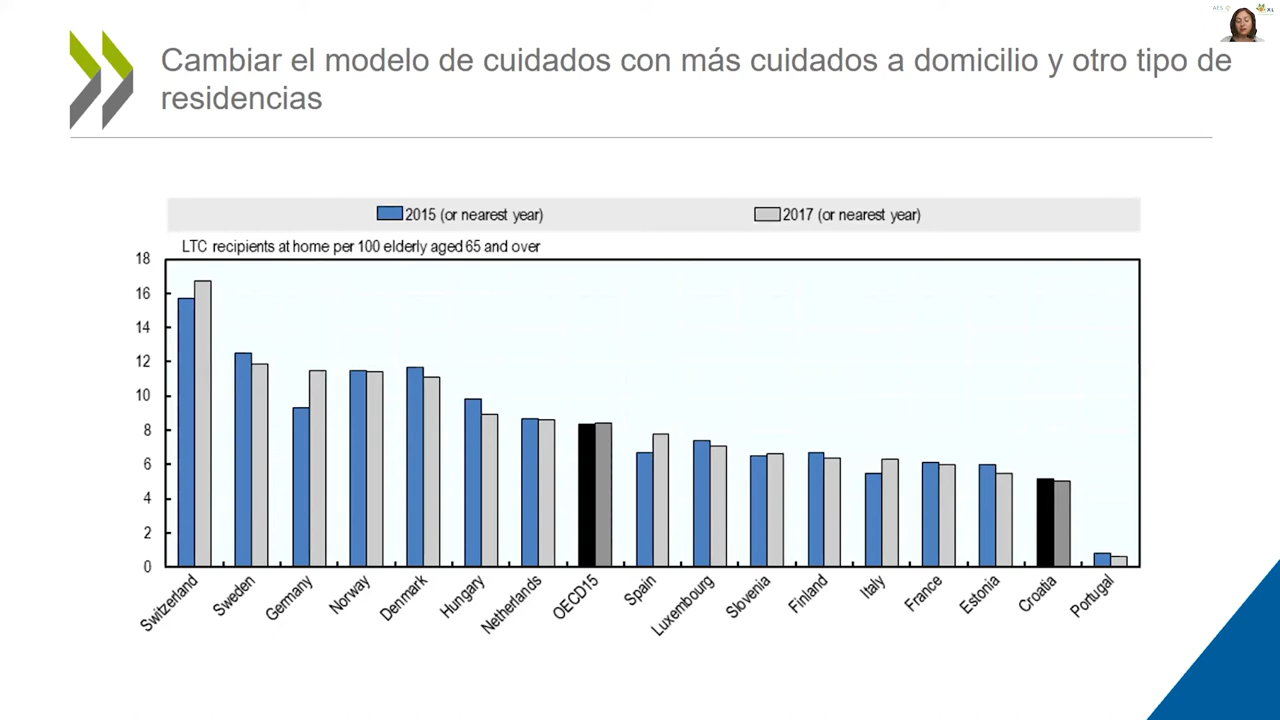 Cambiar el modelo de cuidados con más cuidados a domicilio y otro tipo de
residencias
AES
XL
2015 (or nearest year)
2017 (or nearest year)
LTC recipients at home per 100 elderly aged 65 and over
18
16
14
12
10
8
6
4
2
0
Switzerland
Sweden
Germany
Norway
Denmark
Hungary
Netherlands
OECD15
Spain
Luxembourg
Slovenia
Finland
Italy
France
Estonia
Croatia
Portugal